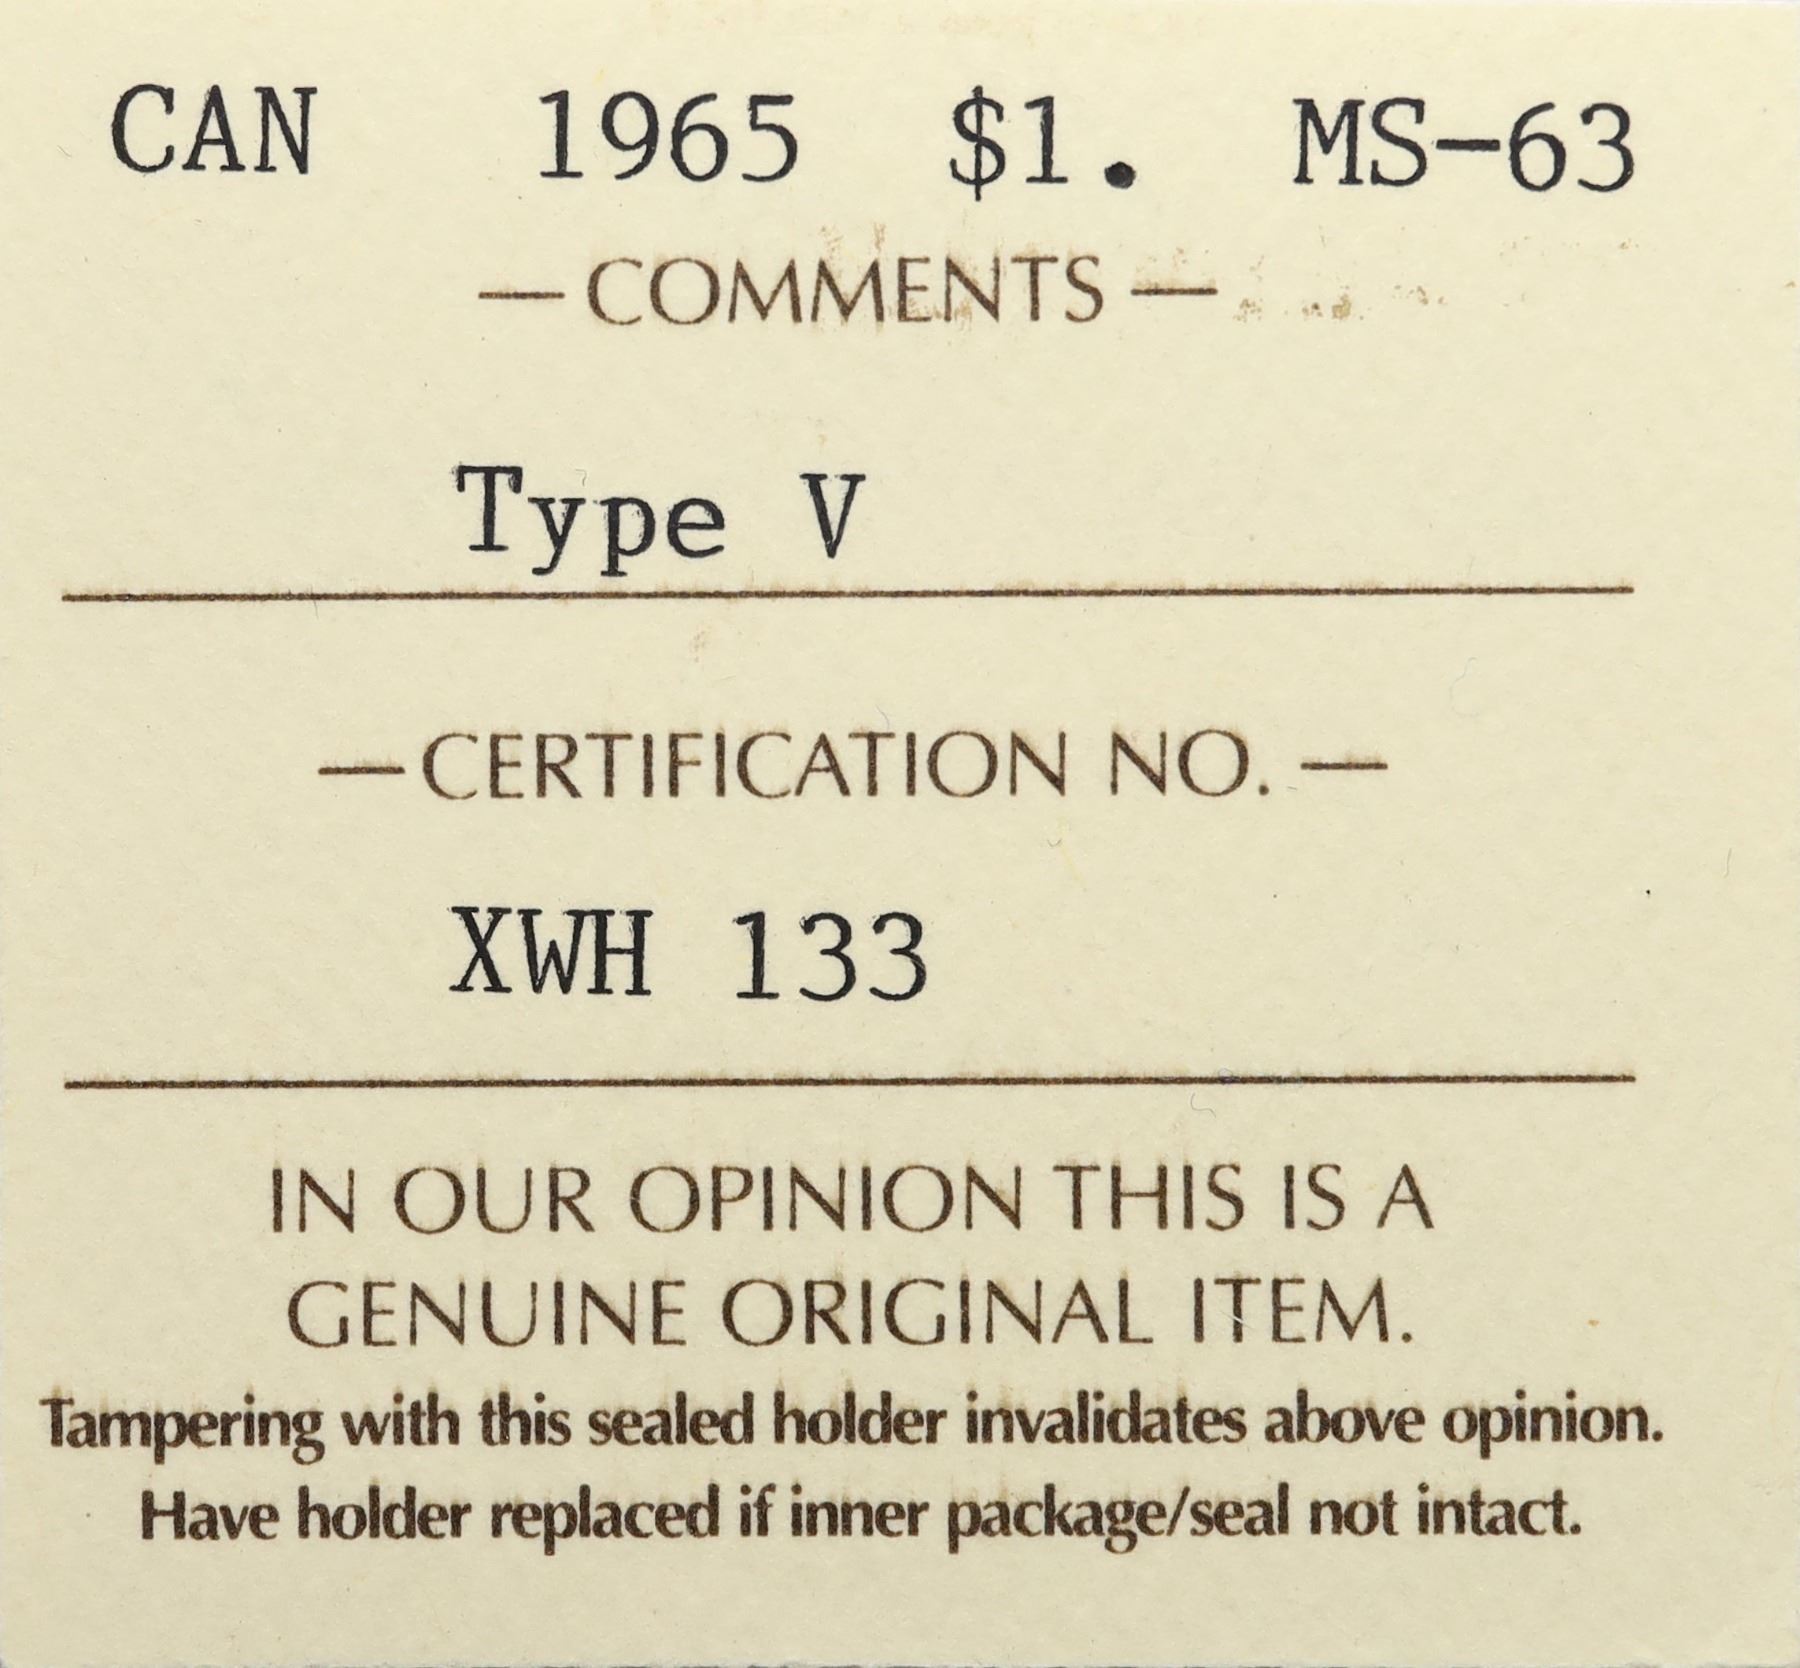 CAN 1965 $1. MS-63
— COMMENTS —
Type V
— CERTIFICATION NO. —
XWH 133
IN OUR OPINION THIS IS A
GENUINE ORIGINAL ITEM.
Tampering with this sealed holder invalidates above opinion.
Have holder replaced if inner package/seal not intact.